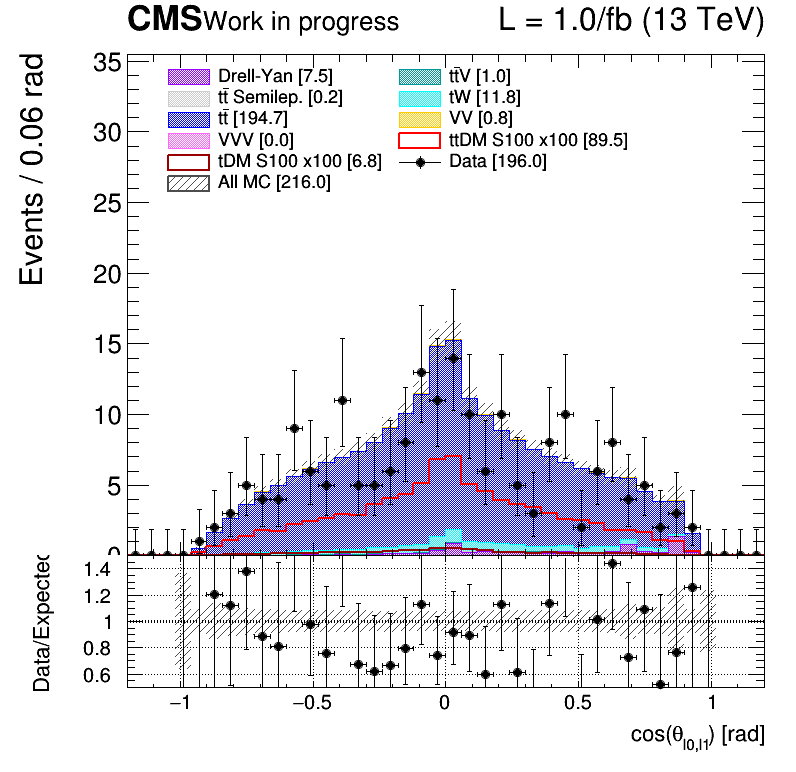 CMS Work in progress L = 1.0/fb (13 TeV)
Events / 0.06 rad
35
30
25
20
15
10
5
0
Drell-Yan [7.5] tt̄V [1.0]
tt̄ Semilep. [0.2] tW [11.8]
tt̄ [194.7] VV [0.8]
VVV [0.0] ttDM S100 x100 [89.5]
tDM S100 x100 [6.8] Data [196.0]
All MC [216.0]
Data/Expected
1.4
1.2
1
0.8
0.6
−1 −0.5 0 0.5 1
cos(θ_l0,l1) [rad]